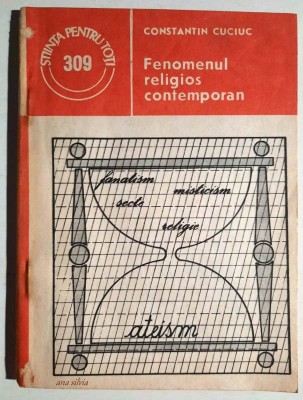 ȘTIINȚA PENTRU TOȚI
309
CONSTANTIN CUCIUC
Fenomenul
religios
contemporan
fanatism
misticism
secte
religie
ateism
ana silvia